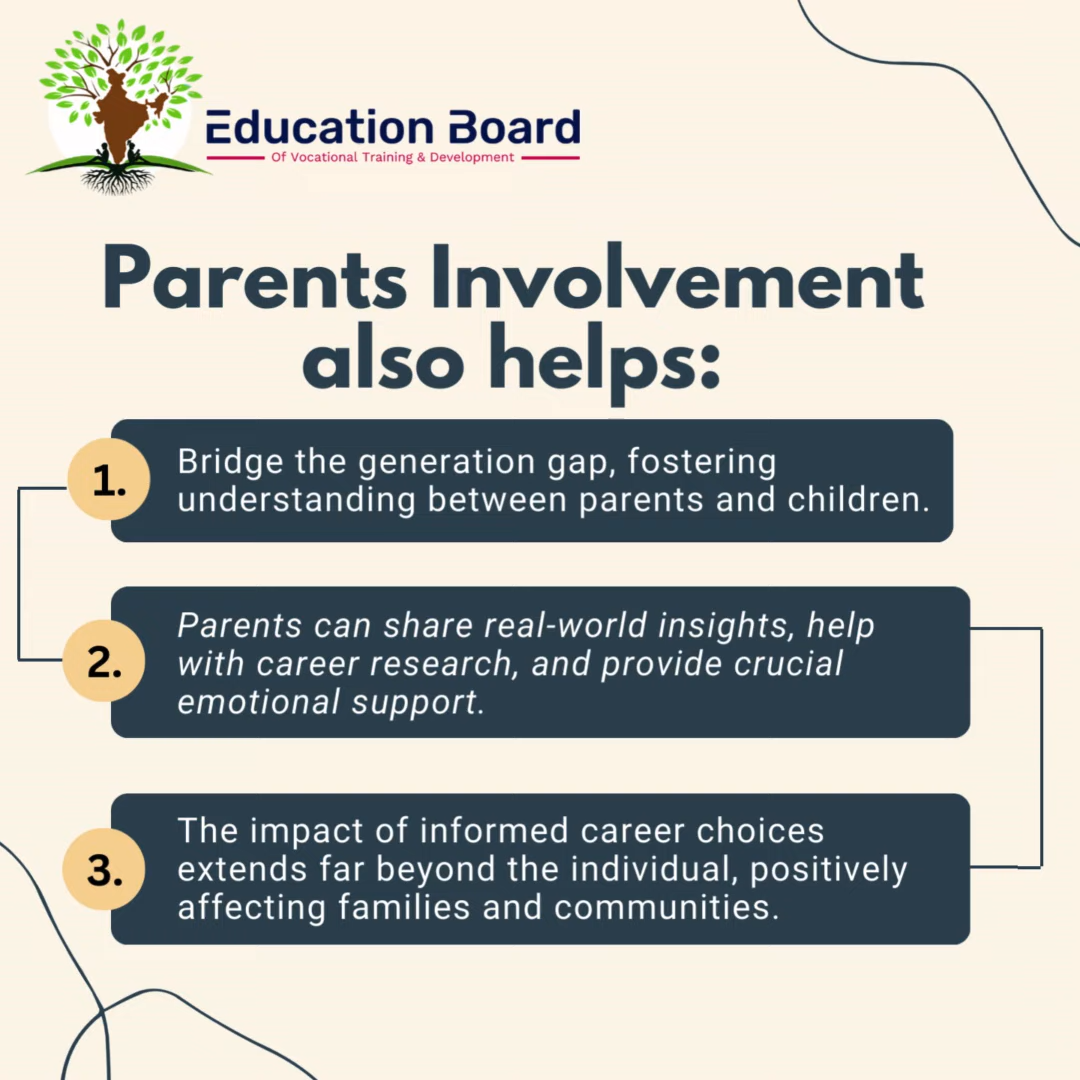 Education Board
Of Vocational Training & Development
Parents Involvement
also helps:
1.
Bridge the generation gap, fostering
understanding between parents and children.
2.
Parents can share real-world insights, help
with career research, and provide crucial
emotional support.
3.
The impact of informed career choices
extends far beyond the individual, positively
affecting families and communities.